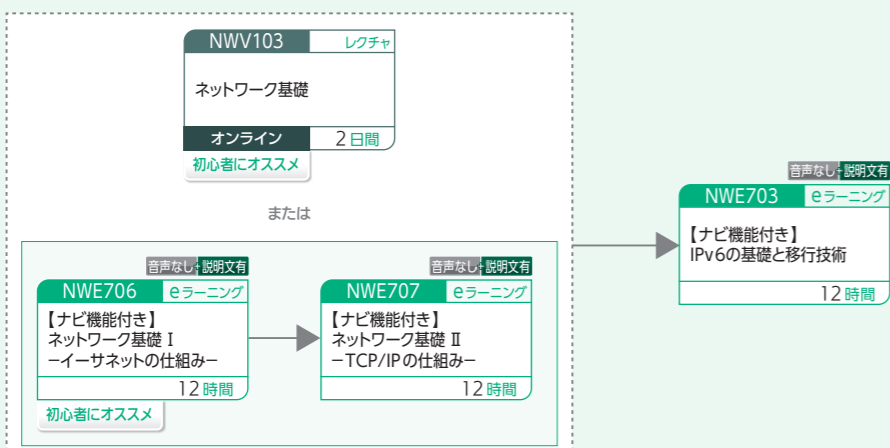 NWV103 レクチャ
ネットワーク基礎
オンライン 2日間
初心者にオススメ
または
音声なし+説明文有
NWE706 eラーニング
【ナビ機能付き】
ネットワーク基礎 Ⅰ
−イーサネットの仕組み−
12時間
初心者にオススメ
音声なし+説明文有
NWE707 eラーニング
【ナビ機能付き】
ネットワーク基礎 Ⅱ
−TCP/IPの仕組み−
12時間
音声なし+説明文有
NWE703 eラーニング
【ナビ機能付き】
IPv6の基礎と移行技術
12時間